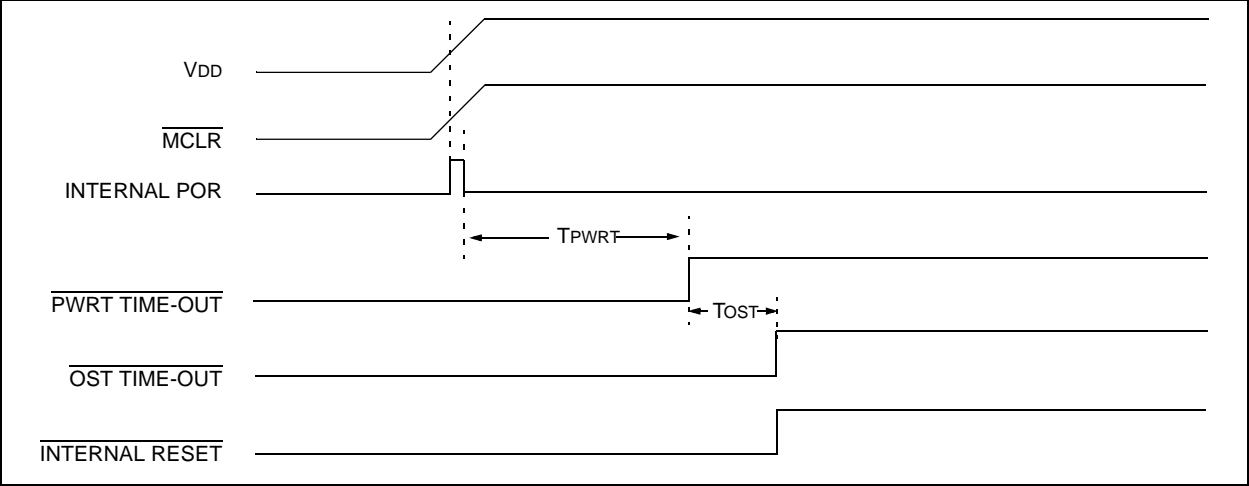 VDD
MCLR
INTERNAL POR
TPWRT
PWRT TIME-OUT
TOST
OST TIME-OUT
INTERNAL RESET